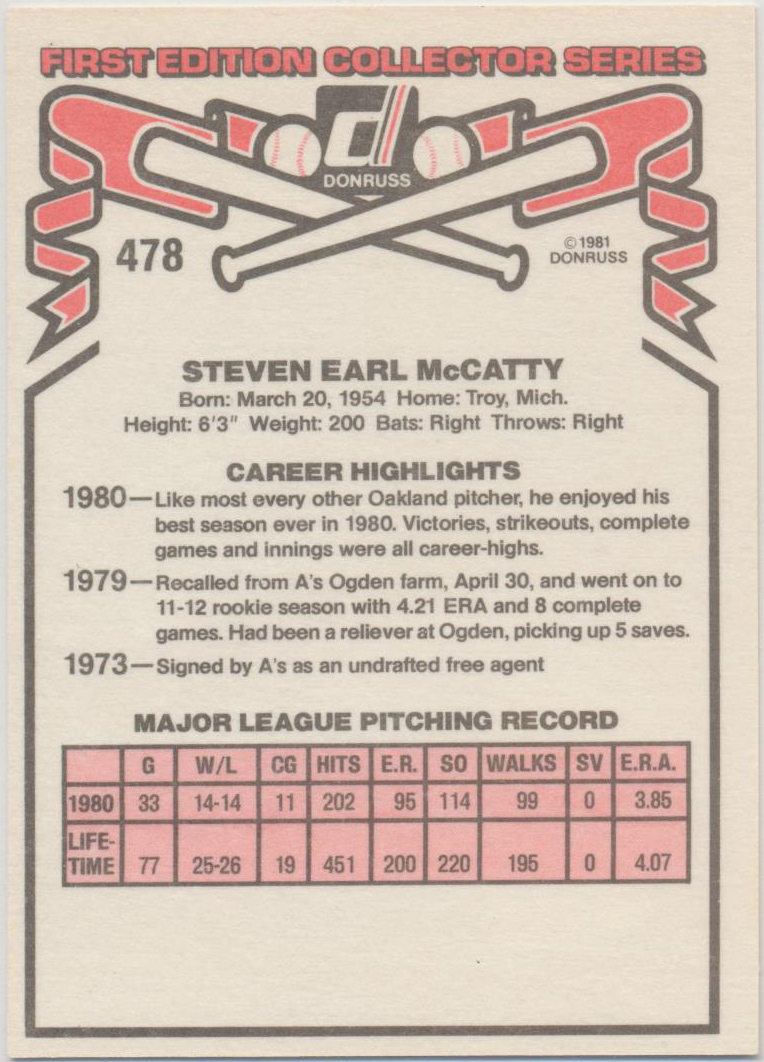 FIRST EDITION COLLECTOR SERIES
d
DONRUSS
478
© 1981
DONRUSS
STEVEN EARL McCATTY
Born: March 20, 1954 Home: Troy, Mich.
Height: 6'3" Weight: 200 Bats: Right Throws: Right
CAREER HIGHLIGHTS
1980—Like most every other Oakland pitcher, he enjoyed his
best season ever in 1980. Victories, strikeouts, complete
games and innings were all career-highs.
1979—Recalled from A's Ogden farm, April 30, and went on to
11-12 rookie season with 4.21 ERA and 8 complete
games. Had been a reliever at Ogden, picking up 5 saves.
1973—Signed by A's as an undrafted free agent
MAJOR LEAGUE PITCHING RECORD
G W/L CG HITS E.R. SO WALKS SV E.R.A.
1980 33 14-14 11 202 95 114 99 0 3.85
LIFE-
TIME 77 25-26 19 451 200 220 195 0 4.07